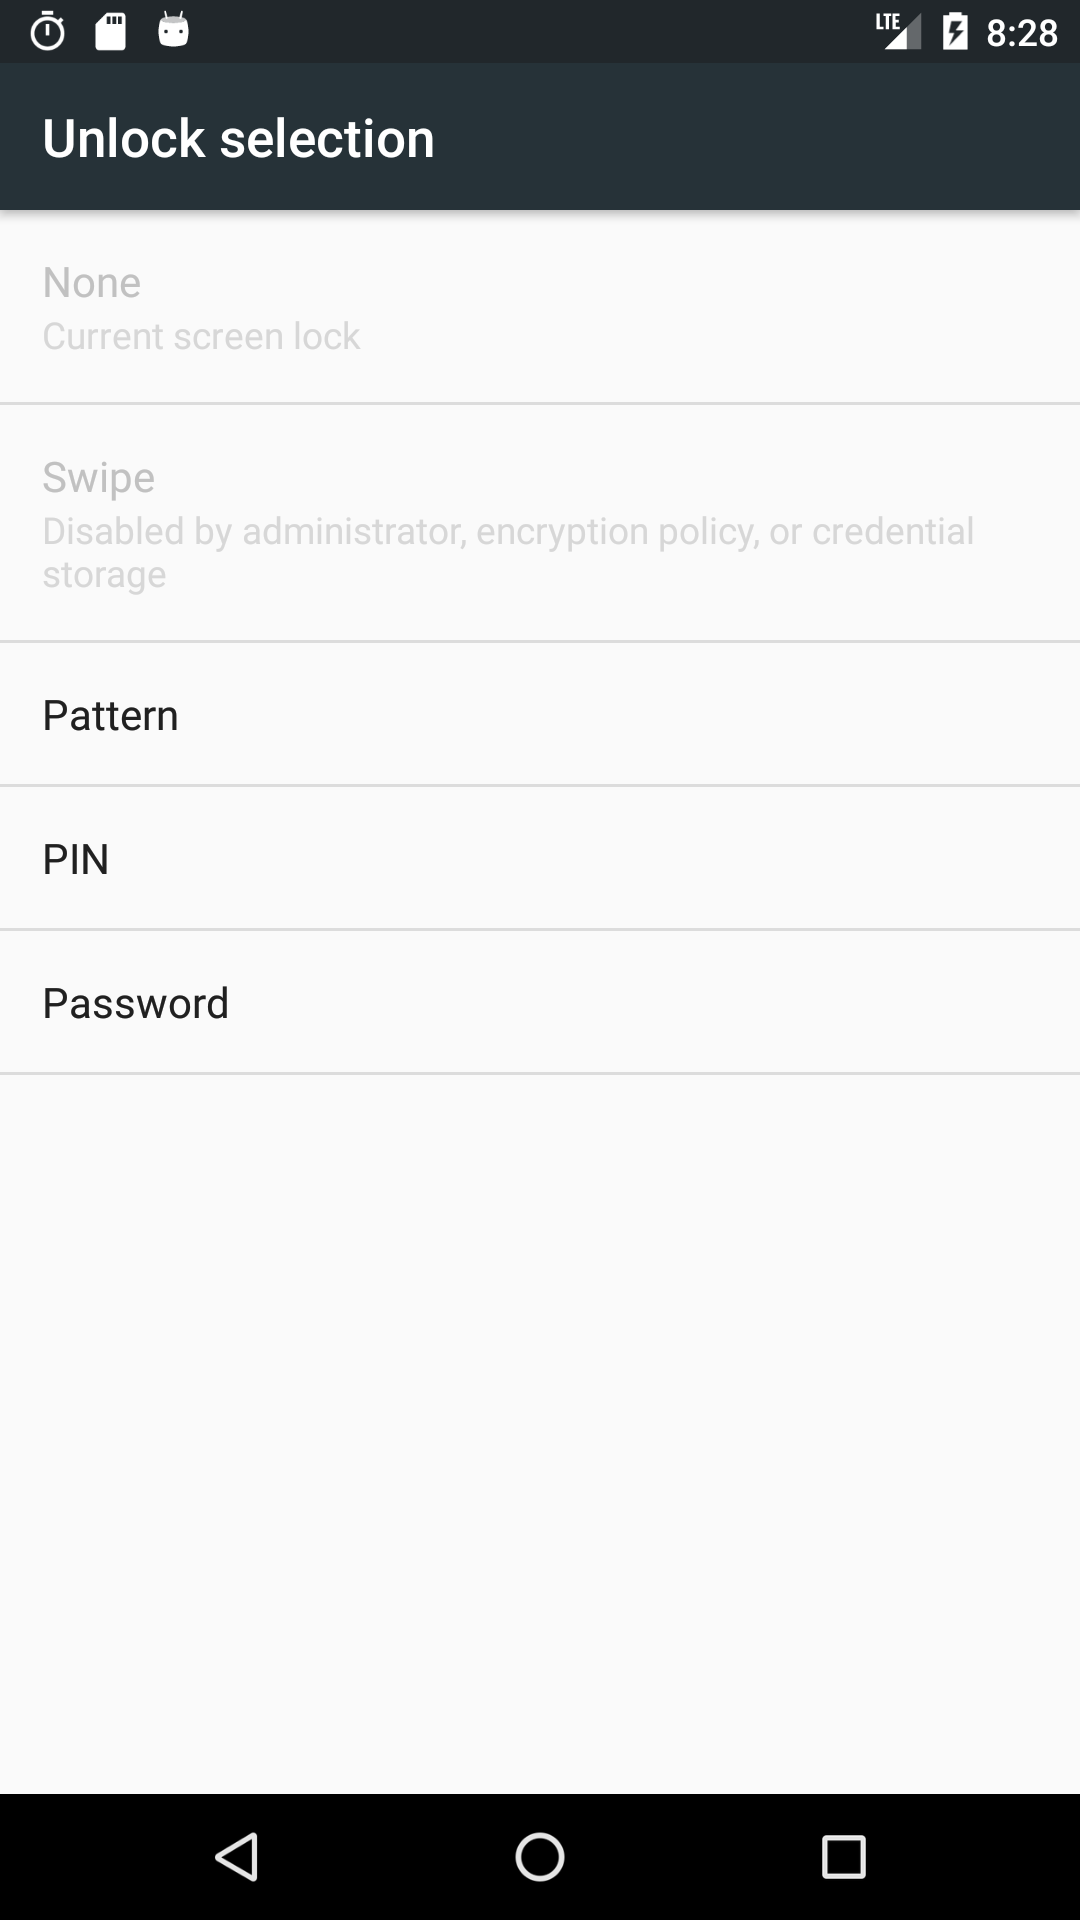 LTE 8:28
Unlock selection
None
Current screen lock
Swipe
Disabled by administrator, encryption policy, or credential
storage
Pattern
PIN
Password